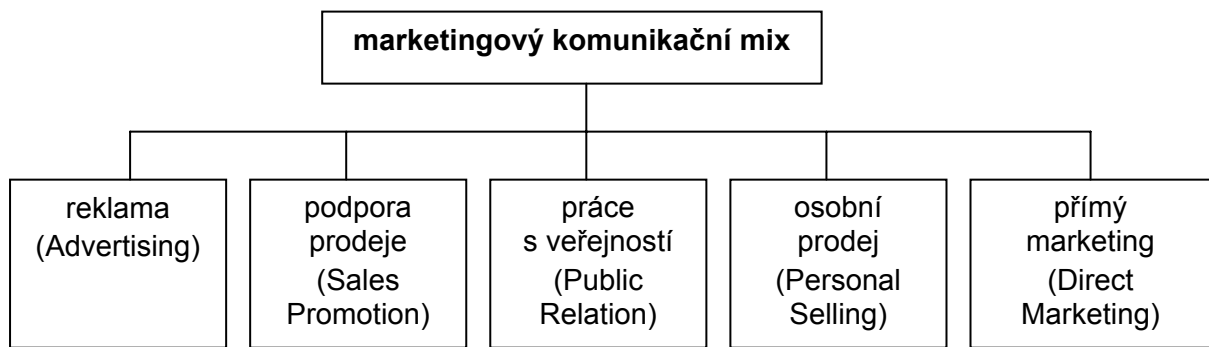 marketingový komunikační mix
reklama
(Advertising)
podpora
prodeje
(Sales
Promotion)
práce
s veřejností
(Public
Relation)
osobní
prodej
(Personal
Selling)
přímý
marketing
(Direct
Marketing)